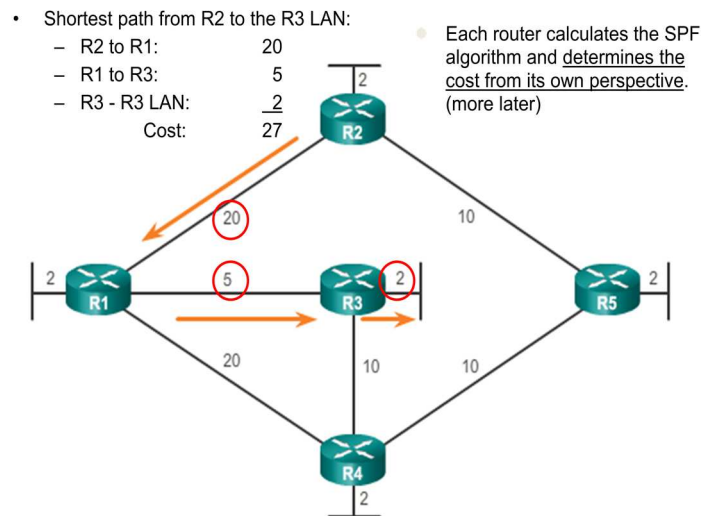 • Shortest path from R2 to the R3 LAN:
– R2 to R1: 20
– R1 to R3: 5
– R3 - R3 LAN: 2
Cost: 27
Each router calculates the SPF
algorithm and determines the
cost from its own perspective.
(more later)
2
R2
20
10
2
R1
5
R3
2
R5
2
20
10
10
R4
2